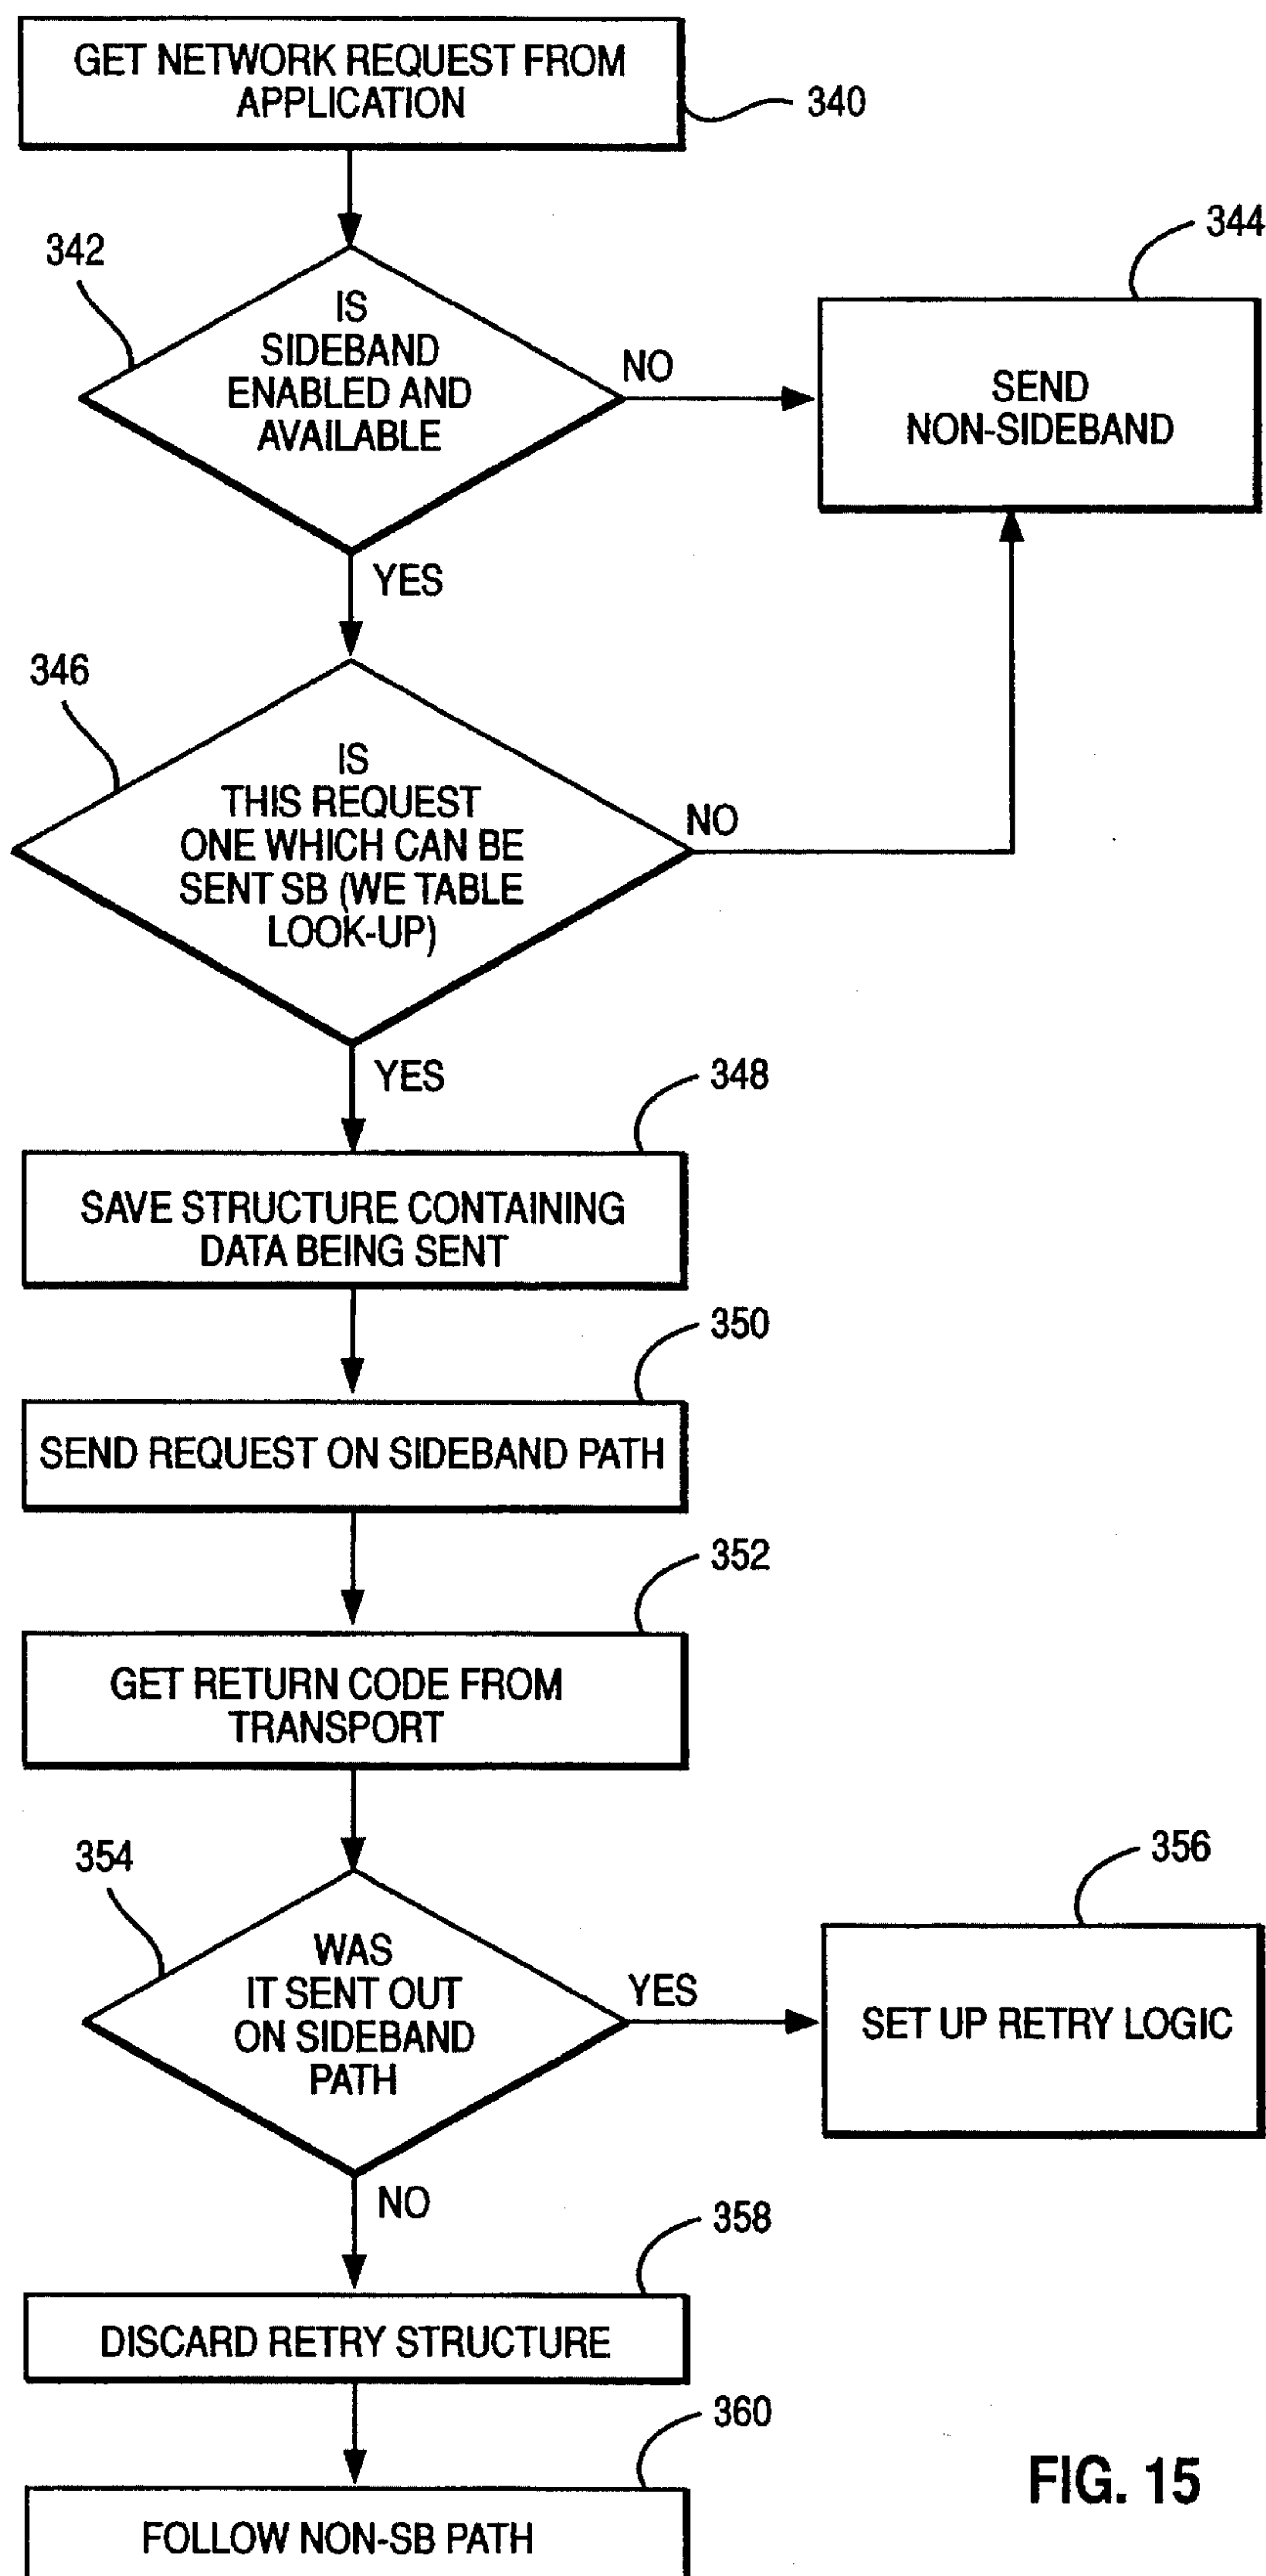 GET NETWORK REQUEST FROM
APPLICATION
340
342
344
IS
SIDEBAND
ENABLED AND
AVAILABLE
NO
SEND
NON-SIDEBAND
YES
346
IS
THIS REQUEST
ONE WHICH CAN BE
SENT SB (WE TABLE
LOOK-UP)
NO
YES
348
SAVE STRUCTURE CONTAINING
DATA BEING SENT
350
SEND REQUEST ON SIDEBAND PATH
352
GET RETURN CODE FROM
TRANSPORT
354
356
WAS
IT SENT OUT
ON SIDEBAND
PATH
YES
SET UP RETRY LOGIC
NO
358
DISCARD RETRY STRUCTURE
360
FOLLOW NON-SB PATH
FIG. 15